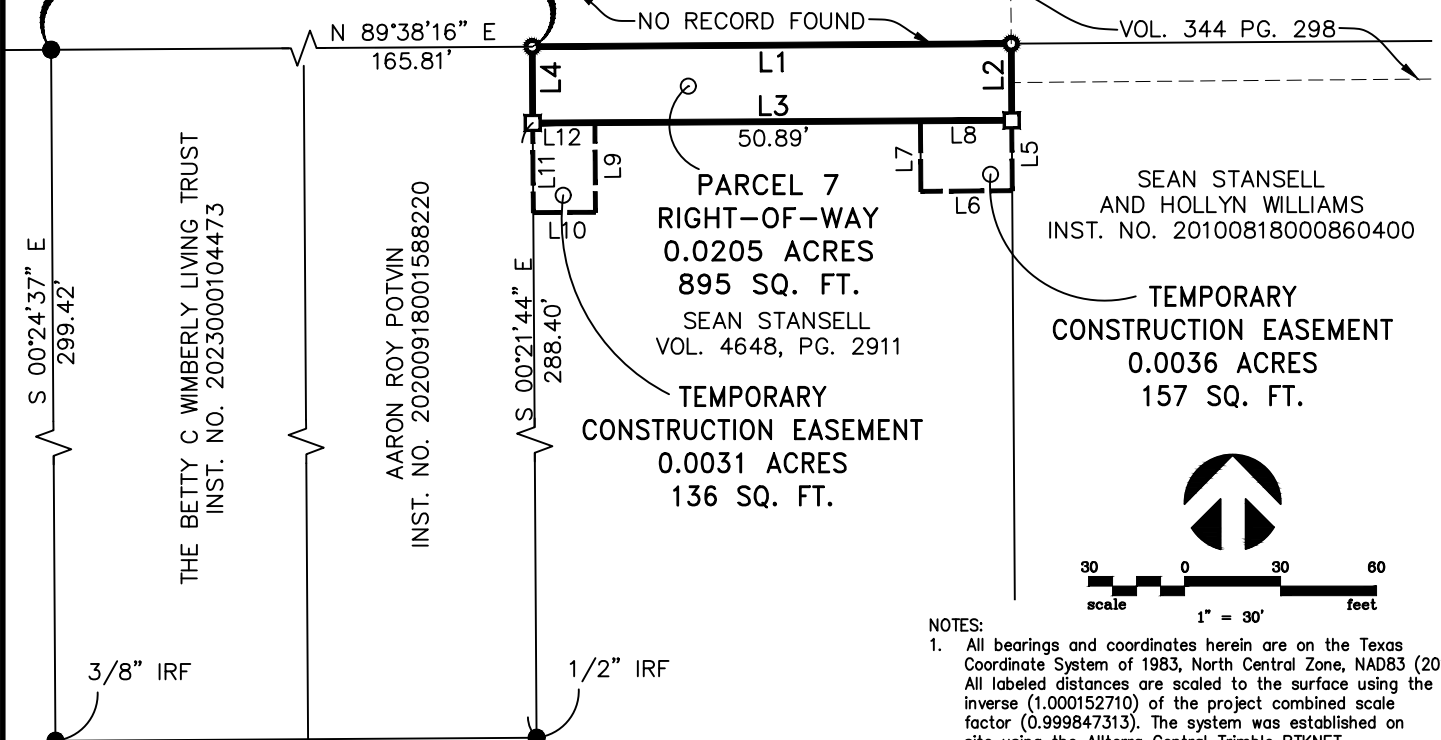 N 89°38'16" E
165.81'
NO RECORD FOUND
VOL. 344 PG. 298
L4
L1
L2
L3
50.89'
L12
L11
L9
L10
L7
L8
L5
L6
PARCEL 7
RIGHT-OF-WAY
0.0205 ACRES
895 SQ. FT.
SEAN STANSELL
VOL. 4648, PG. 2911
SEAN STANSELL
AND HOLLYN WILLIAMS
INST. NO. 20100818000860400
TEMPORARY
CONSTRUCTION EASEMENT
0.0036 ACRES
157 SQ. FT.
TEMPORARY
CONSTRUCTION EASEMENT
0.0031 ACRES
136 SQ. FT.
S 00°24'37" E
299.42'
THE BETTY C WIMBERLY LIVING TRUST
INST. NO. 2023000104473
AARON ROY POTVIN
INST. NO. 20200918001588220
S 00°21'44" E
288.40'
3/8" IRF
1/2" IRF
30 0 30 60
scale feet
1" = 30'
NOTES:
1. All bearings and coordinates herein are on the Texas
Coordinate System of 1983, North Central Zone, NAD83 (20
All labeled distances are scaled to the surface using the
inverse (1.000152710) of the project combined scale
factor (0.999847313). The system was established on
site using the Allterra Central Trimble RTKNET